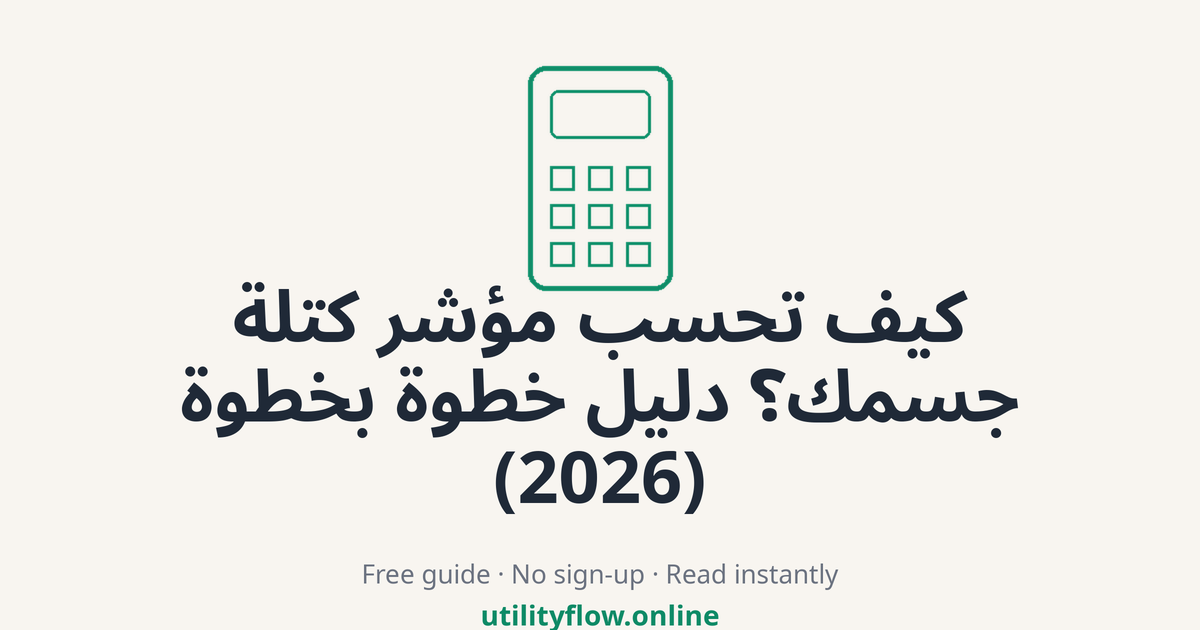 كيف تحسب مؤشر كتلة
جسمك؟ دليل خطوة بخطوة
(2026)
Free guide · No sign-up · Read instantly
utilityflow.online